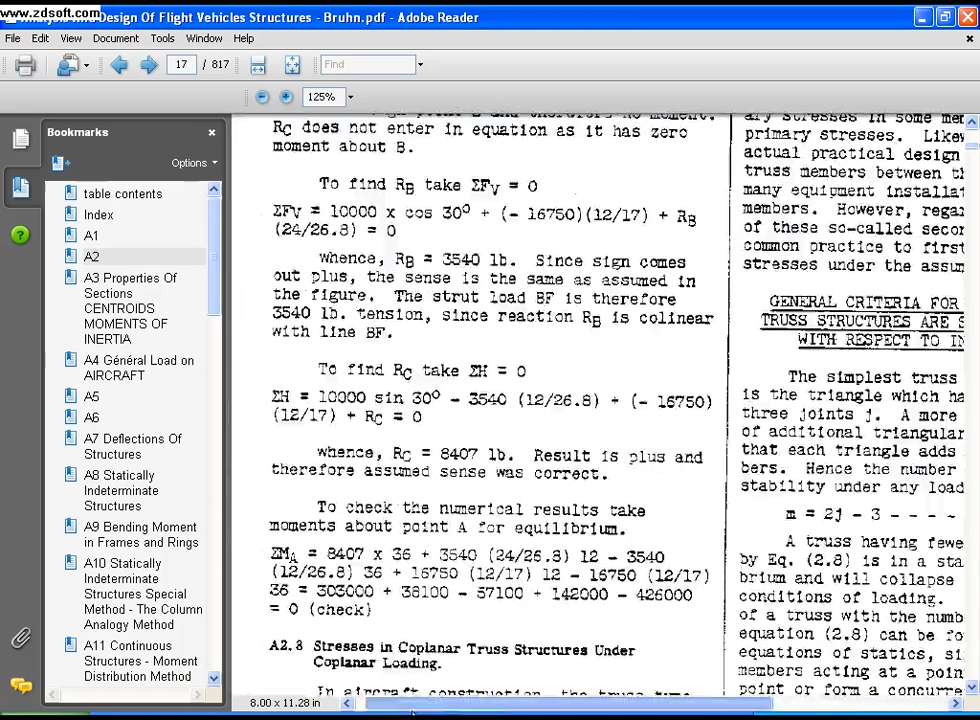 www.zdsoft.com
Design Of Flight Vehicles Structures - Bruhn.pdf - Adobe Reader
File Edit View Document Tools Window Help
17 / 817 Find
125%
Bookmarks
Options
table contents
Index
A1
A2
A3 Properties Of
Sections
CENTROIDS
MOMENTS OF
INERTIA
A4 Général Load on
AIRCRAFT
A5
A6
A7 Deflections Of
Structures
A8 Statically
Indeterminate
Structures
A9 Bending Moment
in Frames and Rings
A10 Statically
Indeterminate
Structures Special
Method - The Column
Analogy Method
A11 Continuous
Structures - Moment
Distribution Method
RC does not enter in equation as it has zero
moment about B.
To find RB take ΣFV = 0
ΣFV = 10000 x cos 30° + (- 16750)(12/17) + RB
(24/26.8) = 0
whence, RB = 3540 lb. Since sign comes
out plus, the sense is the same as assumed in
the figure. The strut load BF is therefore
3540 lb. tension, since reaction RB is colinear
with line BF.
To find RC take ΣH = 0
ΣH = 10000 sin 30° - 3540 (12/26.8) + (- 16750)
(12/17) + RC = 0
whence, RC = 8407 lb. Result is plus and
therefore assumed sense was correct.
To check the numerical results take
moments about point A for equilibrium.
ΣMA = 8407 x 36 + 3540 (24/26.8) 12 - 3540
(12/26.8) 36 + 16750 (12/17) 12 - 16750 (12/17)
36 = 303000 + 38100 - 57100 + 142000 - 426000
= 0 (check)
A2.8 Stresses in Coplanar Truss Structures Under
Coplanar Loading.
In aircraft construction, the truss type
ary stresses in some mem
primary stresses. Likew
actual practical design
truss members between th
many equipment installat
members. However, regar
of these so-called secon
common practice to first
stresses under the assum
GENERAL CRITERIA FOR
TRUSS STRUCTURES ARE S
WITH RESPECT TO IN
The simplest truss
is the triangle which ha
three joints j. A more
of additional triangular
that each triangle adds
bers. Hence the number
stability under any load
m = 2j - 3 - - - -
A truss having fewe
by Eq. (2.8) is in a sta
brium and will collapse
conditions of loading.
of a truss with the numb
equation (2.8) can be fo
equations of statics, si
members acting at a poin
point or form a concurre
8.00 x 11.28 in